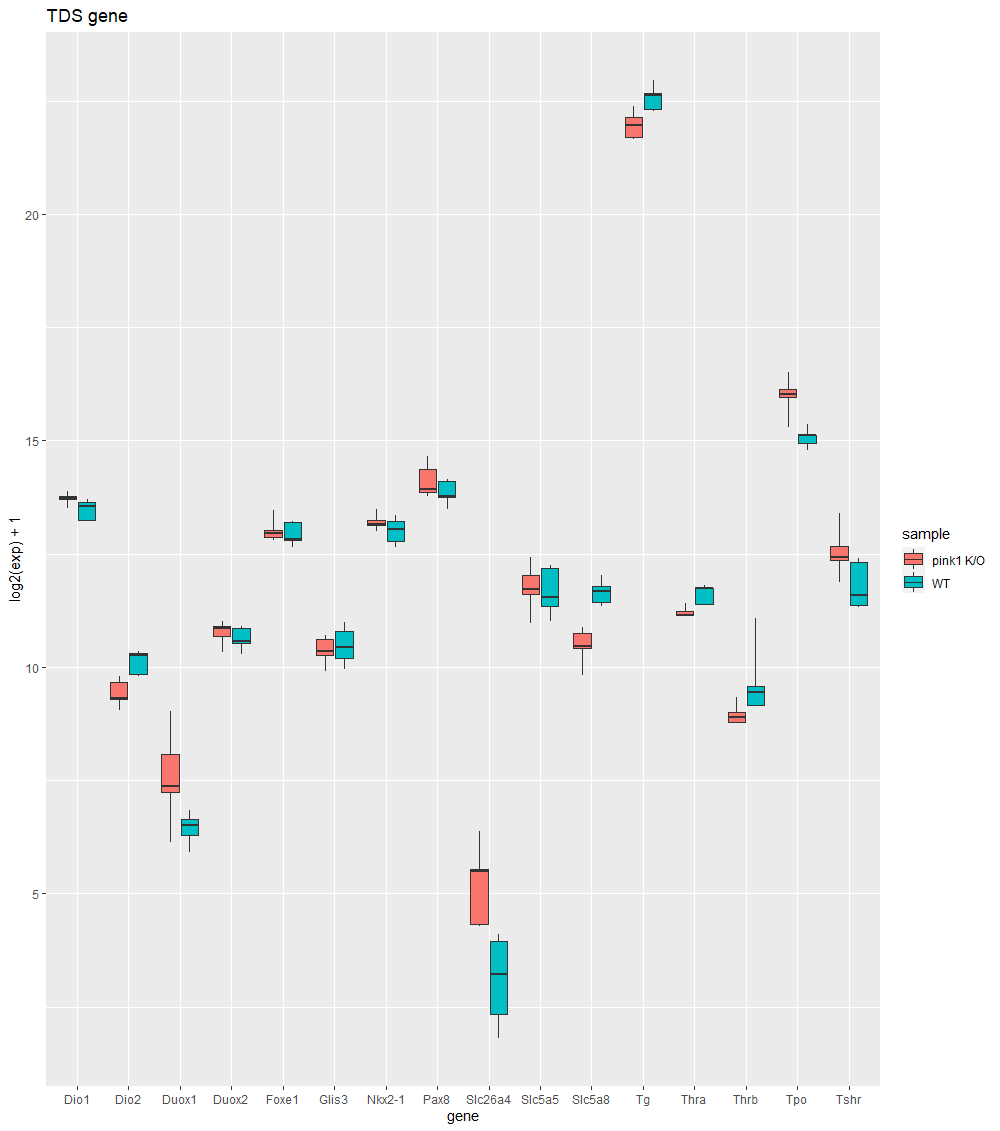 TDS gene
log2(exp) + 1
20
15
10
5
Dio1 Dio2 Duox1 Duox2 Foxe1 Glis3 Nkx2-1 Pax8 Slc26a4 Slc5a5 Slc5a8 Tg Thra Thrb Tpo Tshr
gene
sample
pink1 K/O
WT